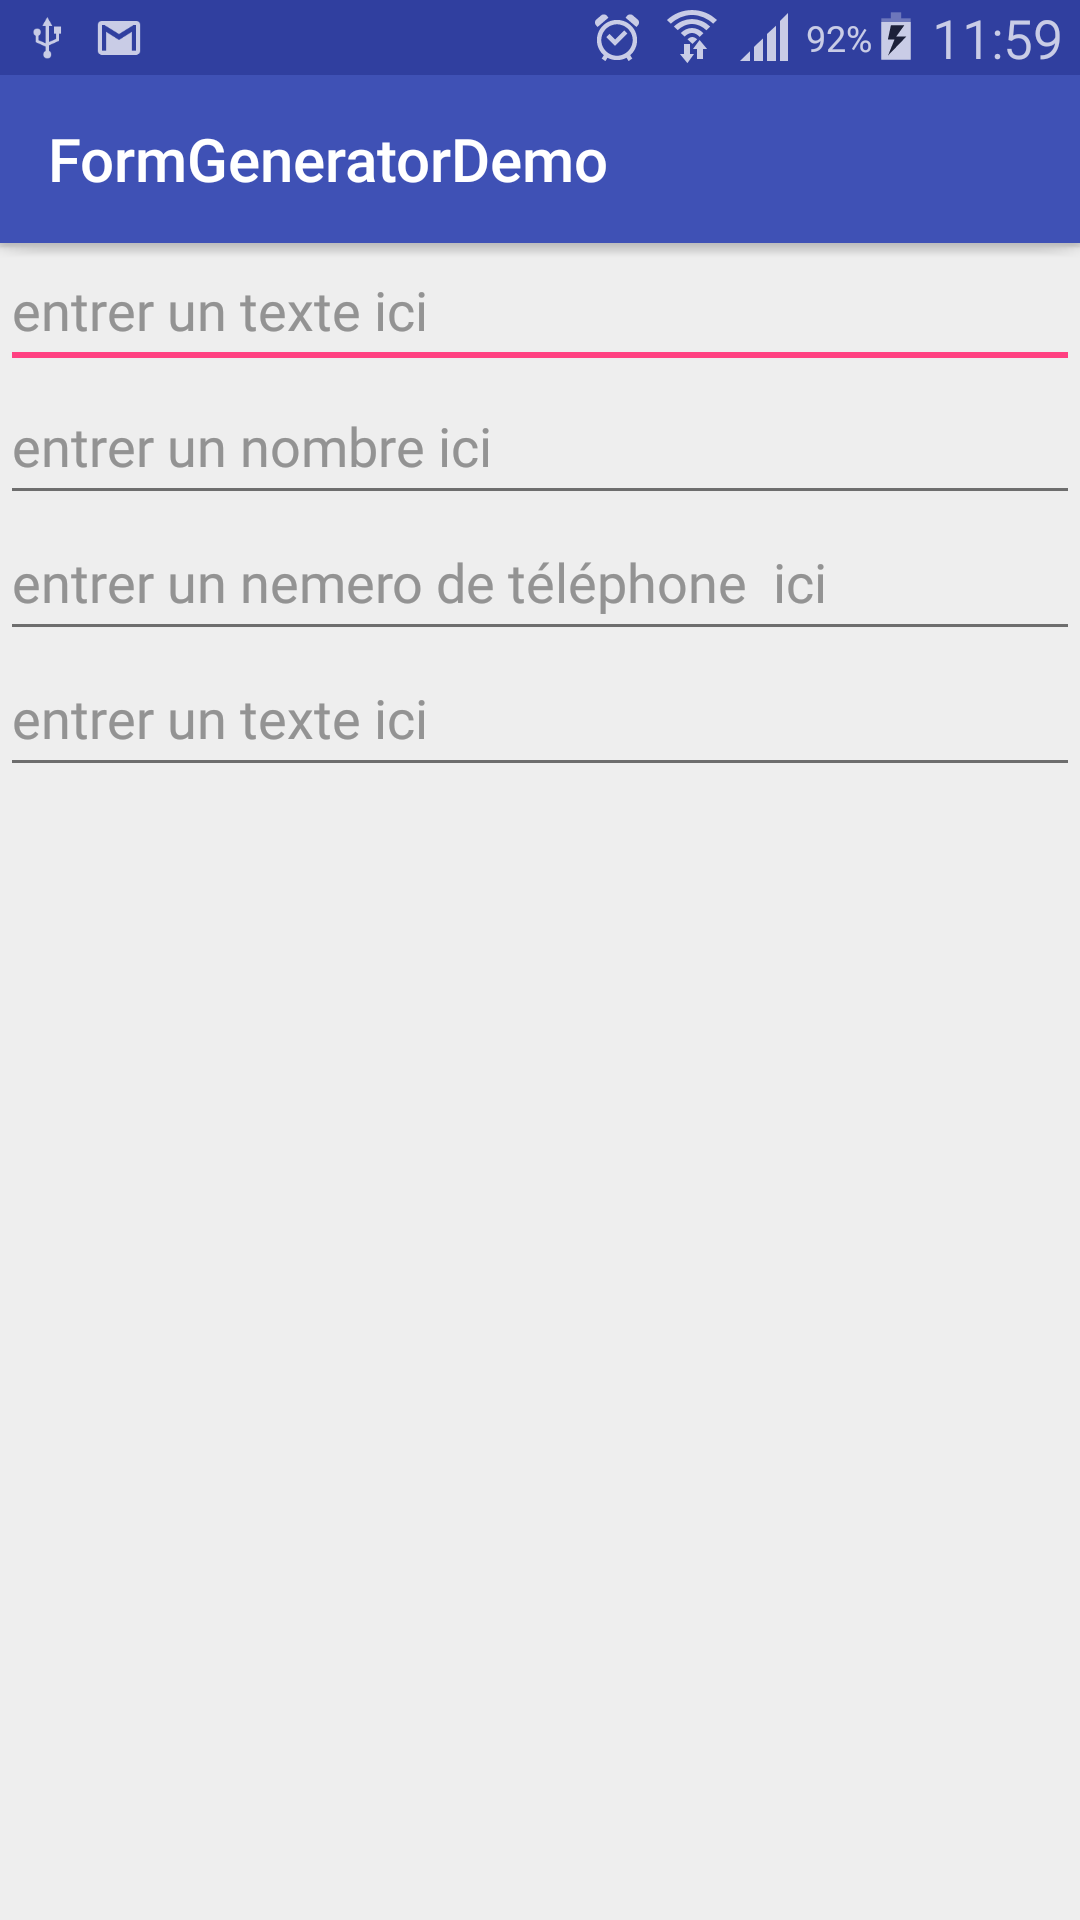 92% 11:59
FormGeneratorDemo
entrer un texte ici
entrer un nombre ici
entrer un nemero de téléphone  ici
entrer un texte ici